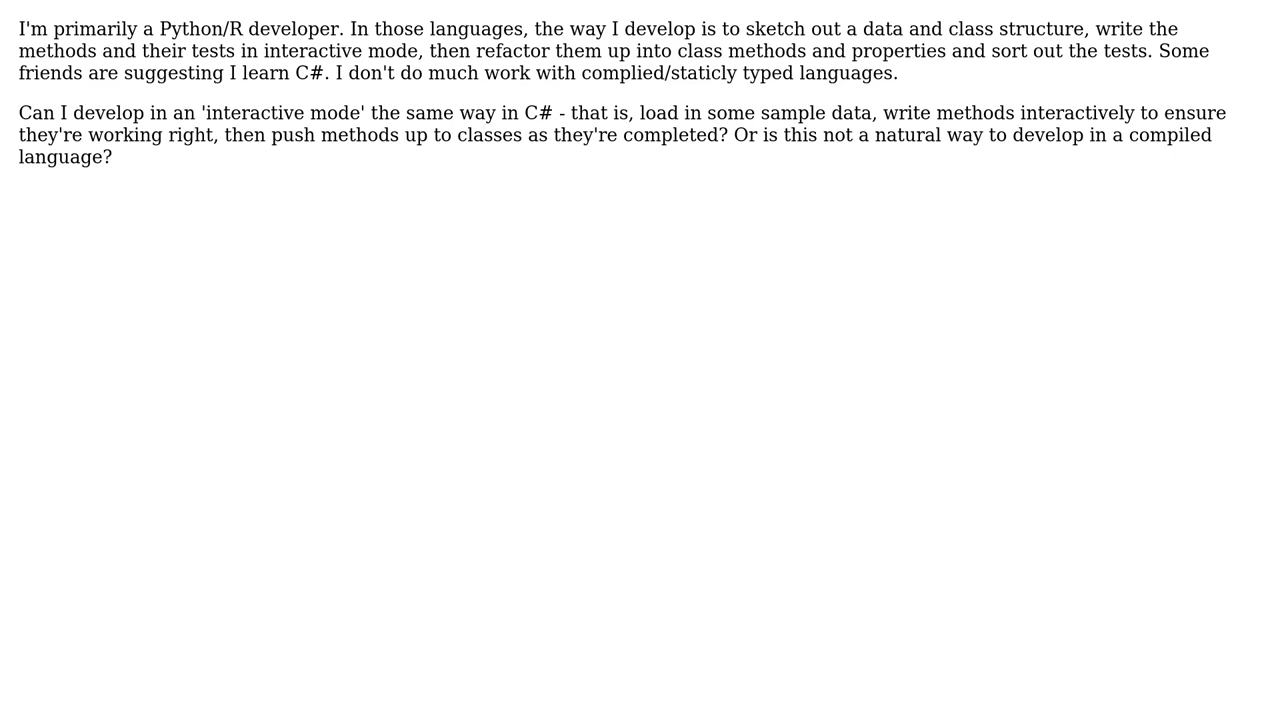 I'm primarily a Python/R developer. In those languages, the way I develop is to sketch out a data and class structure, write the
methods and their tests in interactive mode, then refactor them up into class methods and properties and sort out the tests. Some
friends are suggesting I learn C#. I don't do much work with complied/staticly typed languages.
Can I develop in an 'interactive mode' the same way in C# - that is, load in some sample data, write methods interactively to ensure
they're working right, then push methods up to classes as they're completed? Or is this not a natural way to develop in a compiled
language?